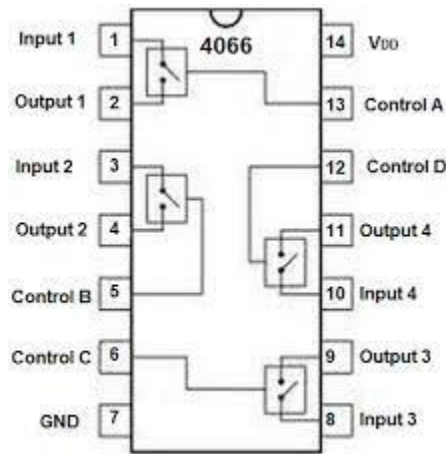 4066
Input 1 1
Output 1 2
Input 2 3
Output 2 4
Control B 5
Control C 6
GND 7
14 VDD
13 Control A
12 Control D
11 Output 4
10 Input 4
9 Output 3
8 Input 3